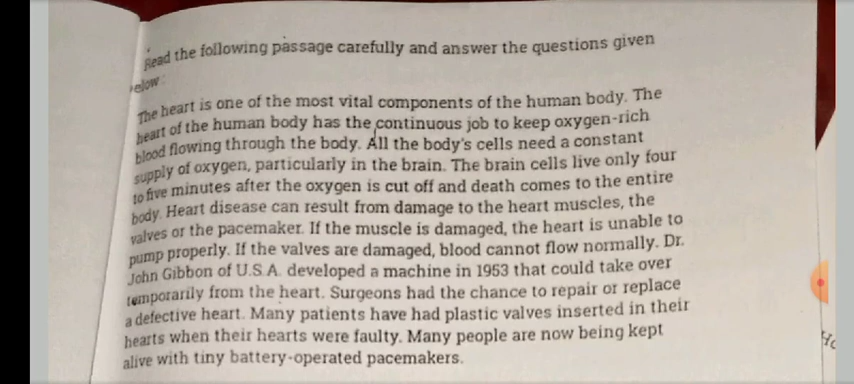 Read the following passage carefully and answer the questions given
elow :
The heart is one of the most vital components of the human body. The
heart of the human body has the continuous job to keep oxygen-rich
blood flowing through the body. All the body's cells need a constant
supply of oxygen, particularly in the brain. The brain cells live only four
to five minutes after the oxygen is cut off and death comes to the entire
body. Heart disease can result from damage to the heart muscles, the
valves or the pacemaker. If the muscle is damaged, the heart is unable to
pump properly. If the valves are damaged, blood cannot flow normally. Dr.
John Gibbon of U.S.A. developed a machine in 1953 that could take over
temporarily from the heart. Surgeons had the chance to repair or replace
a defective heart. Many patients have had plastic valves inserted in their
hearts when their hearts were faulty. Many people are now being kept
alive with tiny battery-operated pacemakers.